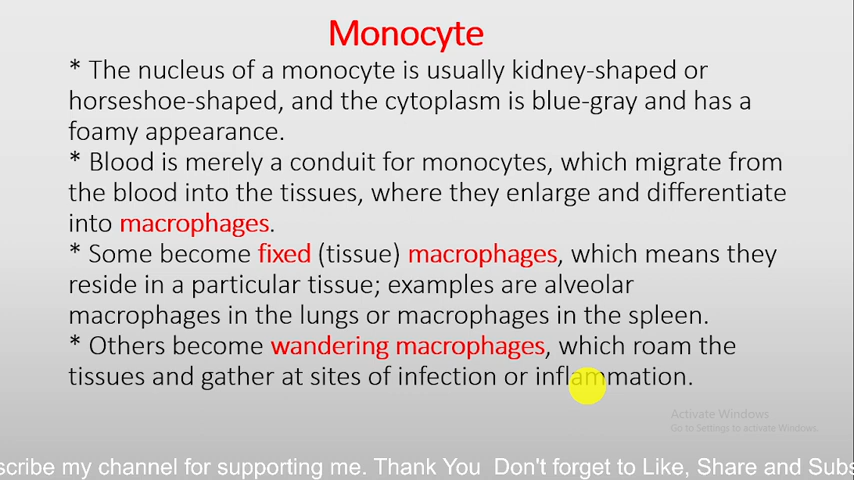 Monocyte
* The nucleus of a monocyte is usually kidney-shaped or
horseshoe-shaped, and the cytoplasm is blue-gray and has a
foamy appearance.
* Blood is merely a conduit for monocytes, which migrate from
the blood into the tissues, where they enlarge and differentiate
into macrophages.
* Some become fixed (tissue) macrophages, which means they
reside in a particular tissue; examples are alveolar
macrophages in the lungs or macrophages in the spleen.
* Others become wandering macrophages, which roam the
tissues and gather at sites of infection or inflammation.
Activate Windows
Go to Settings to activate Windows.
scribe my channel for supporting me. Thank You Don't forget to Like, Share and Subs